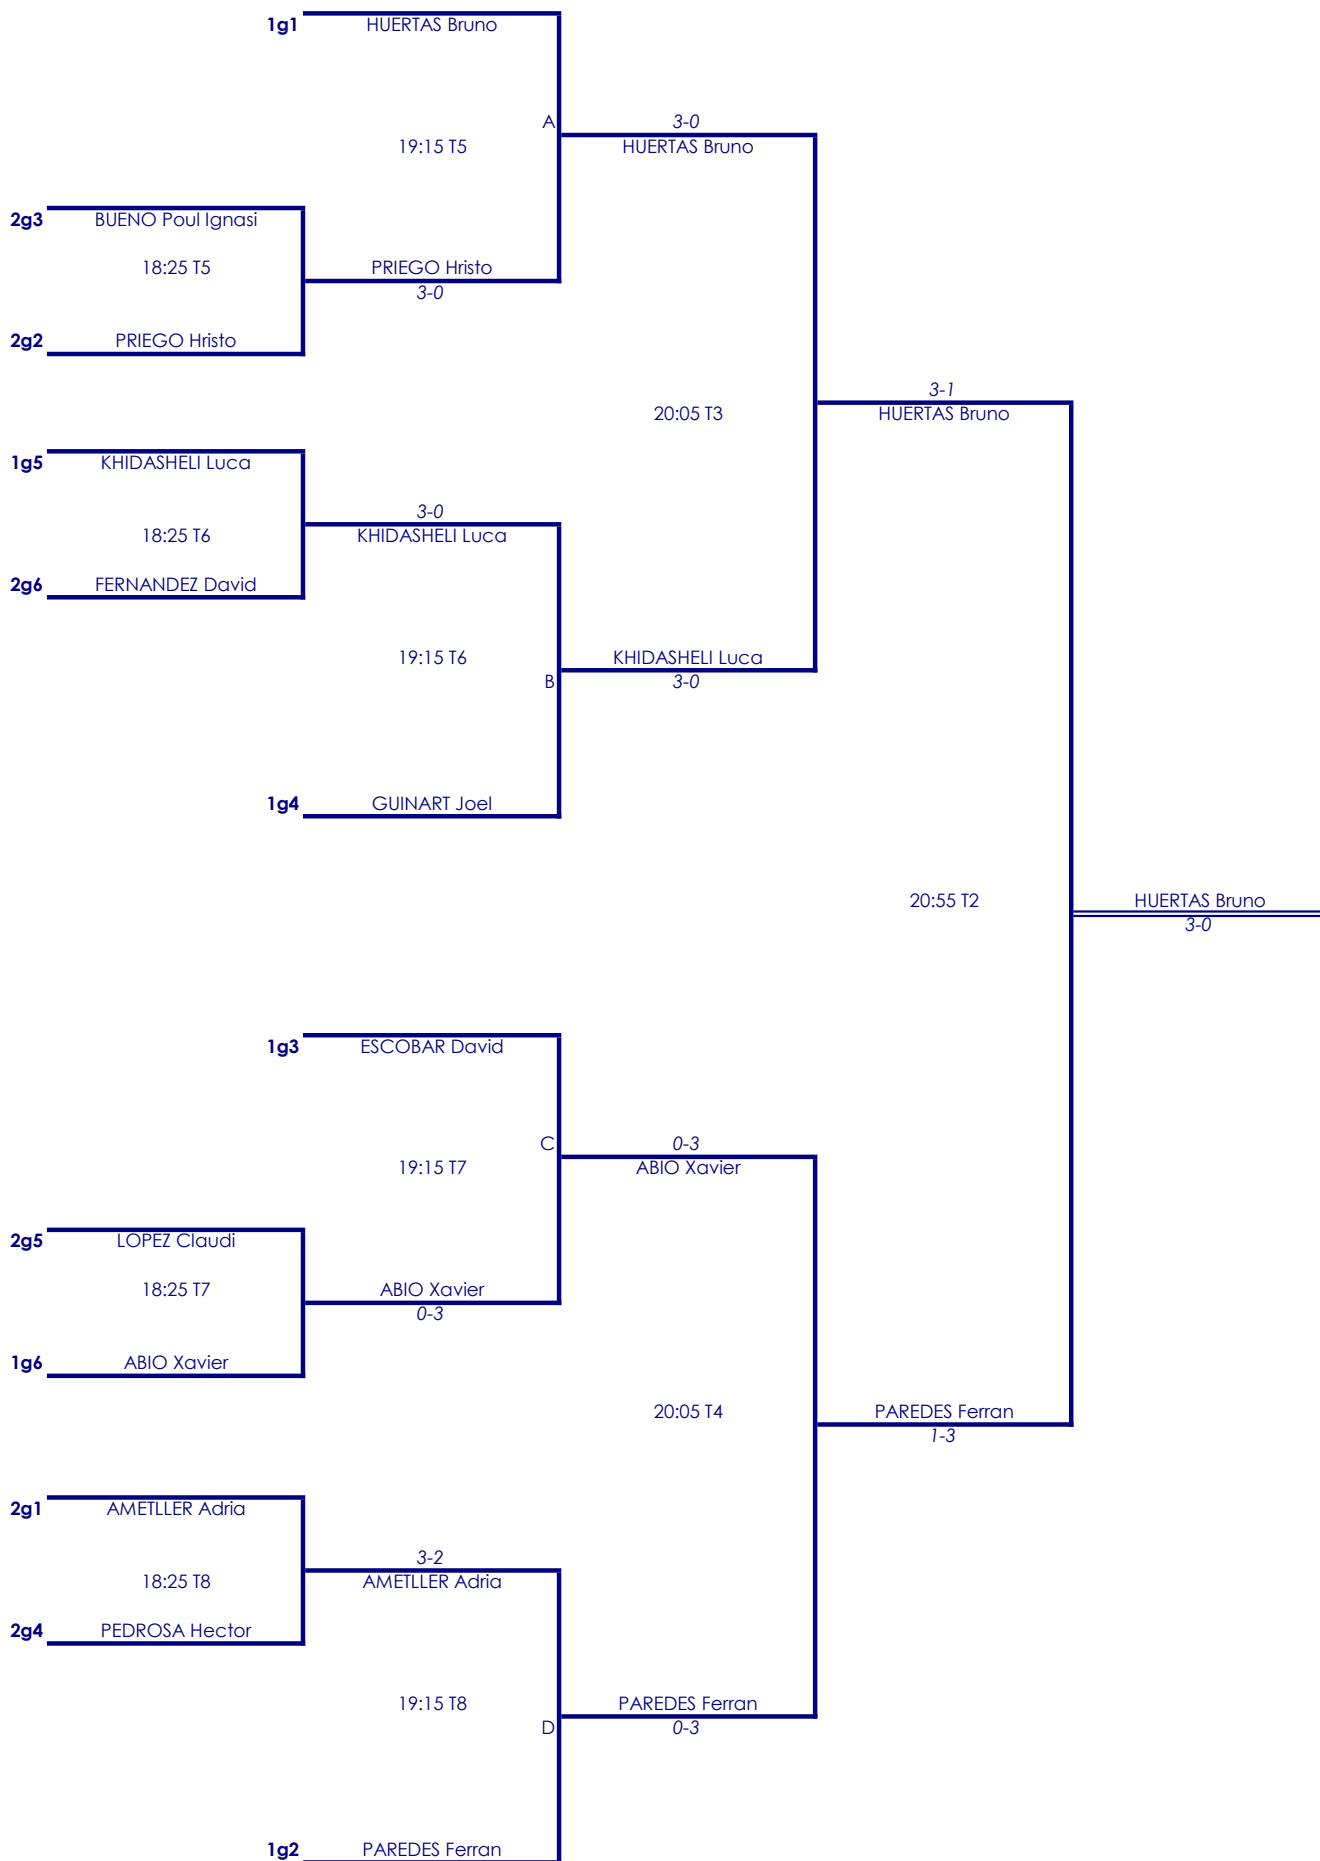 1g1 HUERTAS Bruno
A 3-0
19:15 T5 HUERTAS Bruno
2g3 BUENO Poul Ignasi
18:25 T5 PRIEGO Hristo
3-0
2g2 PRIEGO Hristo
3-1
20:05 T3 HUERTAS Bruno
1g5 KHIDASHELI Luca
3-0
18:25 T6 KHIDASHELI Luca
2g6 FERNANDEZ David
19:15 T6 KHIDASHELI Luca
B 3-0
1g4 GUINART Joel
20:55 T2 HUERTAS Bruno
3-0
1g3 ESCOBAR David
C 0-3
19:15 T7 ABIO Xavier
2g5 LOPEZ Claudi
18:25 T7 ABIO Xavier
0-3
1g6 ABIO Xavier
20:05 T4 PAREDES Ferran
1-3
2g1 AMETLLER Adria
3-2
18:25 T8 AMETLLER Adria
2g4 PEDROSA Hector
19:15 T8 PAREDES Ferran
D 0-3
1g2 PAREDES Ferran